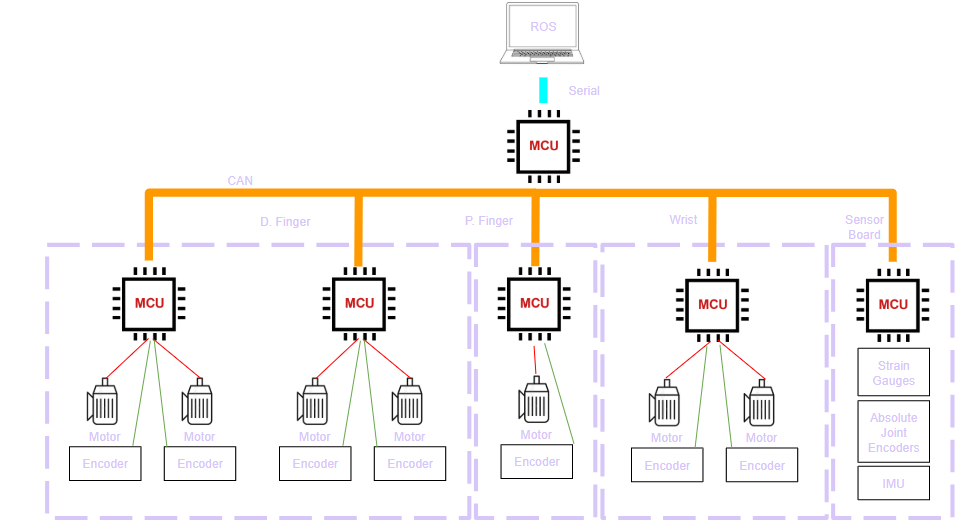 ROS
Serial
MCU
CAN
D. Finger
P. Finger
Wrist
Sensor
Board
MCU
MCU
MCU
MCU
MCU
Strain
Gauges
Absolute
Joint
Encoders
IMU
Motor
Motor
Motor
Motor
Motor
Motor
Motor
Encoder
Encoder
Encoder
Encoder
Encoder
Encoder
Encoder